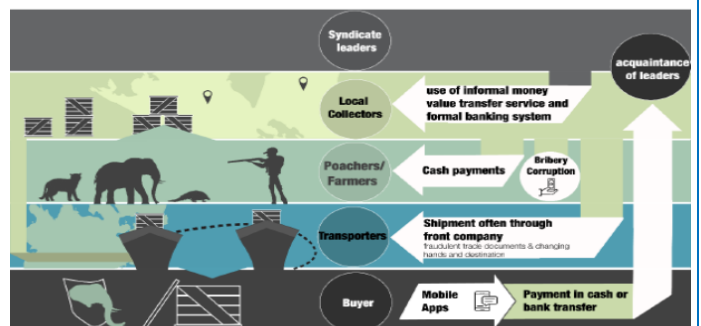 Syndicate
leaders
acquaintance
of leaders
Local
Collectors
use of informal money
value transfer service and
formal banking system
Poachers/
Farmers
Cash payments
Bribery
Corruption
Transporters
Shipment often through
front company
fraudulent trade documents & changing
hands and destination
Buyer
Mobile
Apps
Payment in cash or
bank transfer